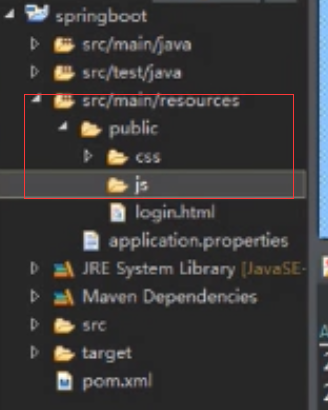 springboot
src/main/java
src/test/java
src/main/resources
public
css
js
login.html
application.properties
JRE System Library [JavaSE-
Maven Dependencies
src
target
pom.xml